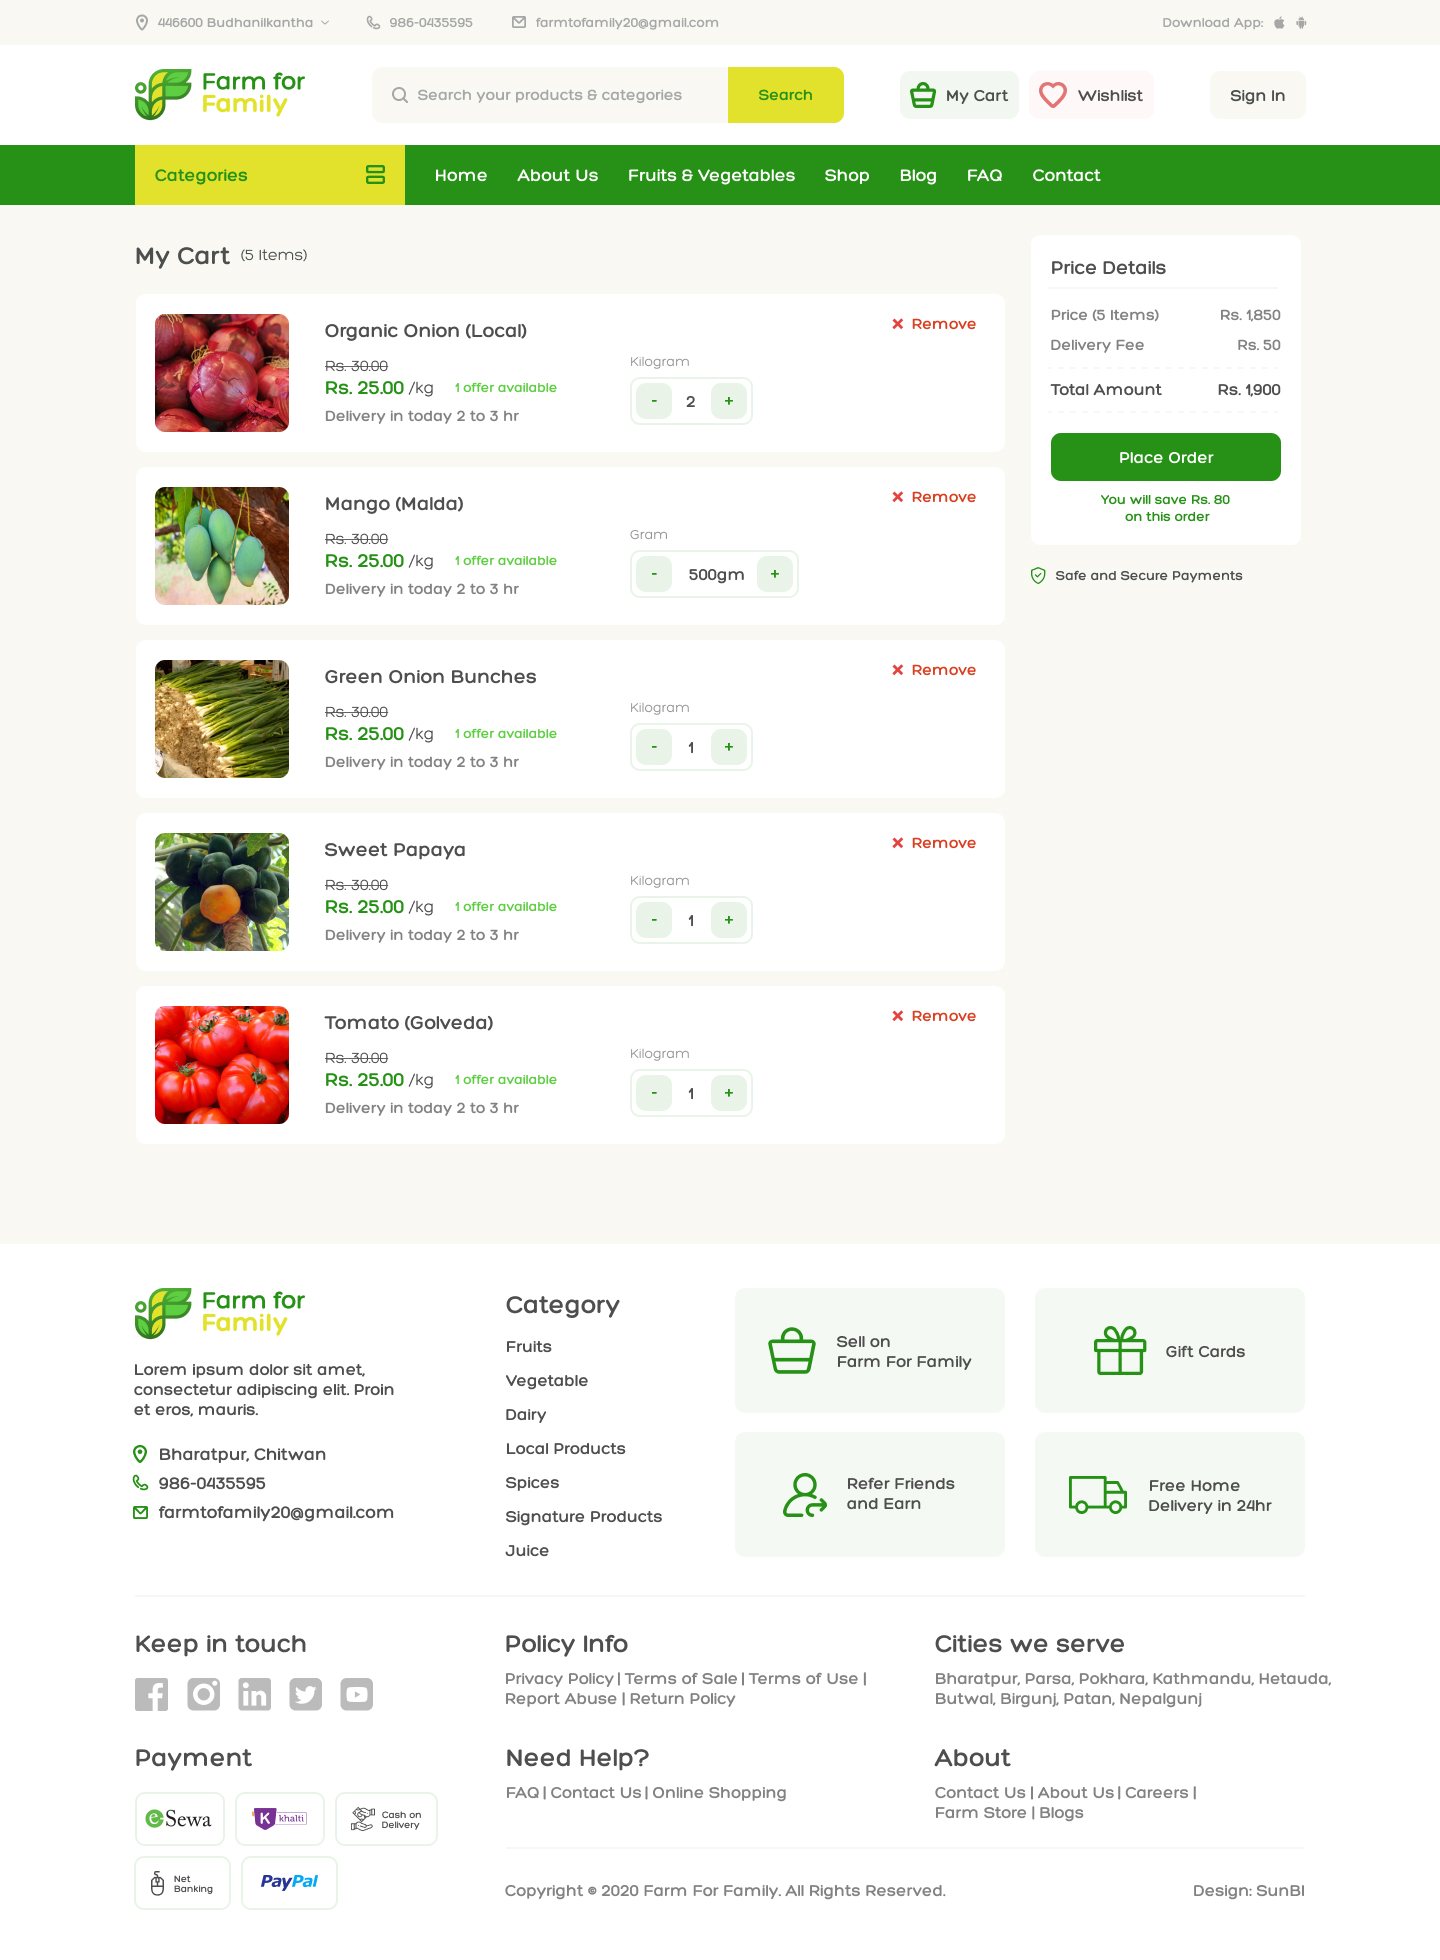 446600 Budhanilkantha
986-0435595
farmtofamily20@gmail.com
Download App:
Farm for
Family
Search your products & categories
Search
My Cart
Wishlist
Sign In
Categories
Home
About Us
Fruits & Vegetables
Shop
Blog
FAQ
Contact
My Cart (5 Items)
Organic Onion (Local)
Remove
Rs. 30.00
Kilogram
Rs. 25.00 /kg
1 offer available
- 2 +
Delivery in today 2 to 3 hr
Mango (Malda)
Remove
Rs. 30.00
Gram
Rs. 25.00 /kg
1 offer available
- 500gm +
Delivery in today 2 to 3 hr
Green Onion Bunches
Remove
Rs. 30.00
Kilogram
Rs. 25.00 /kg
1 offer available
- 1 +
Delivery in today 2 to 3 hr
Sweet Papaya
Remove
Rs. 30.00
Kilogram
Rs. 25.00 /kg
1 offer available
- 1 +
Delivery in today 2 to 3 hr
Tomato (Golveda)
Remove
Rs. 30.00
Kilogram
Rs. 25.00 /kg
1 offer available
- 1 +
Delivery in today 2 to 3 hr
Price Details
Price (5 Items) Rs. 1,850
Delivery Fee Rs. 50
Total Amount Rs. 1,900
Place Order
You will save Rs. 80
on this order
Safe and Secure Payments
Farm for
Family
Lorem ipsum dolor sit amet,
consectetur adipiscing elit. Proin
et eros, mauris.
Bharatpur, Chitwan
986-0435595
farmtofamily20@gmail.com
Category
Fruits
Vegetable
Dairy
Local Products
Spices
Signature Products
Juice
Sell on
Farm For Family
Gift Cards
Refer Friends
and Earn
Free Home
Delivery in 24hr
Keep in touch
Policy Info
Privacy Policy | Terms of Sale | Terms of Use |
Report Abuse | Return Policy
Cities we serve
Bharatpur, Parsa, Pokhara, Kathmandu, Hetauda,
Butwal, Birgunj, Patan, Nepalgunj
Payment
eSewa
K khalti
Cash on
Delivery
Net
Banking
PayPal
Need Help?
FAQ | Contact Us | Online Shopping
About
Contact Us | About Us | Careers |
Farm Store | Blogs
Copyright © 2020 Farm For Family. All Rights Reserved.
Design: SunBI